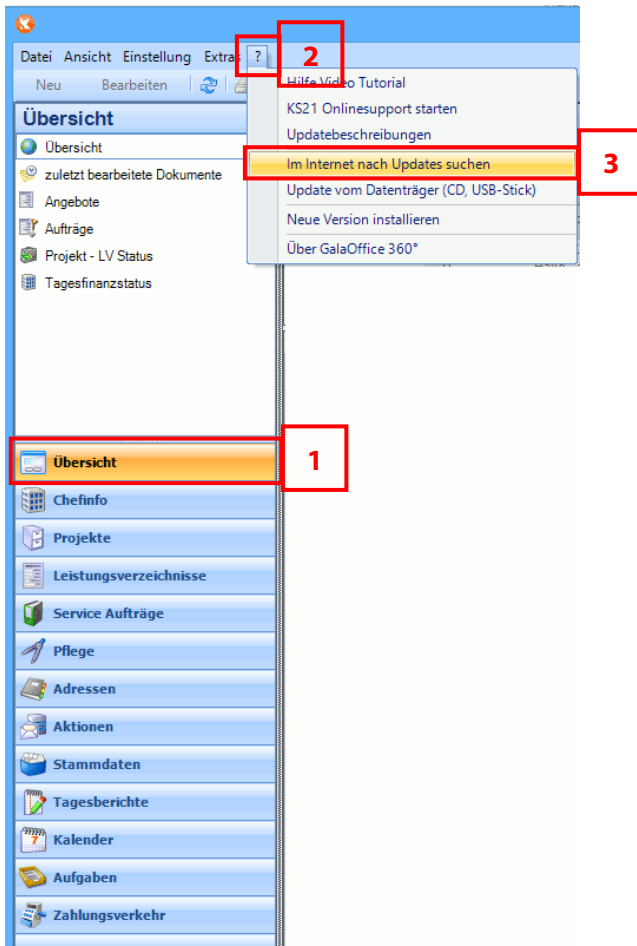 Datei Ansicht Einstellung Extras ?
2
Neu Bearbeiten
Hilfe Video Tutorial
KS21 Onlinesupport starten
Updatebeschreibungen
Im Internet nach Updates suchen
3
Update vom Datenträger (CD, USB-Stick)
Neue Version installieren
Über GalaOffice 360°
Übersicht
Übersicht
zuletzt bearbeitete Dokumente
Angebote
Aufträge
Projekt - LV Status
Tagesfinanzstatus
Übersicht
1
Chefinfo
Projekte
Leistungsverzeichnisse
Service Aufträge
Pflege
Adressen
Aktionen
Stammdaten
Tagesberichte
Kalender
Aufgaben
Zahlungsverkehr